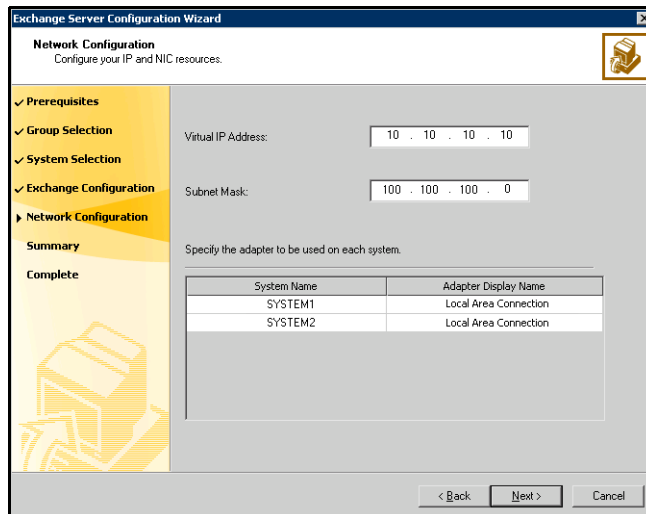 Exchange Server Configuration Wizard
Network Configuration
Configure your IP and NIC resources.
Prerequisites
Group Selection
System Selection
Exchange Configuration
Network Configuration
Summary
Complete
Virtual IP Address: 10 . 10 . 10 . 10
Subnet Mask: 100 . 100 . 100 . 0
Specify the adapter to be used on each system.
System Name Adapter Display Name
SYSTEM1 Local Area Connection
SYSTEM2 Local Area Connection
< Back Next > Cancel